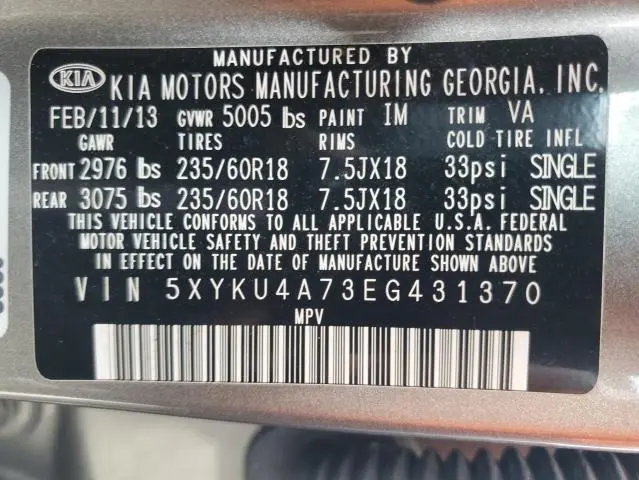 MANUFACTURED BY
KIA KIA MOTORS MANUFACTURING GEORGIA, INC.
FEB/11/13 GVWR 5005 lbs PAINT IM TRIM VA
GAWR TIRES RIMS COLD TIRE INFL
FRONT 2976 lbs 235/60R18 7.5JX18 33psi SINGLE
REAR 3075 lbs 235/60R18 7.5JX18 33psi SINGLE
THIS VEHICLE CONFORMS TO ALL APPLICABLE U.S.A. FEDERAL
MOTOR VEHICLE SAFETY AND THEFT PREVENTION STANDARDS
IN EFFECT ON THE DATE OF MANUFACTURE SHOWN ABOVE
VIN 5XYKU4A73EG431370
MPV